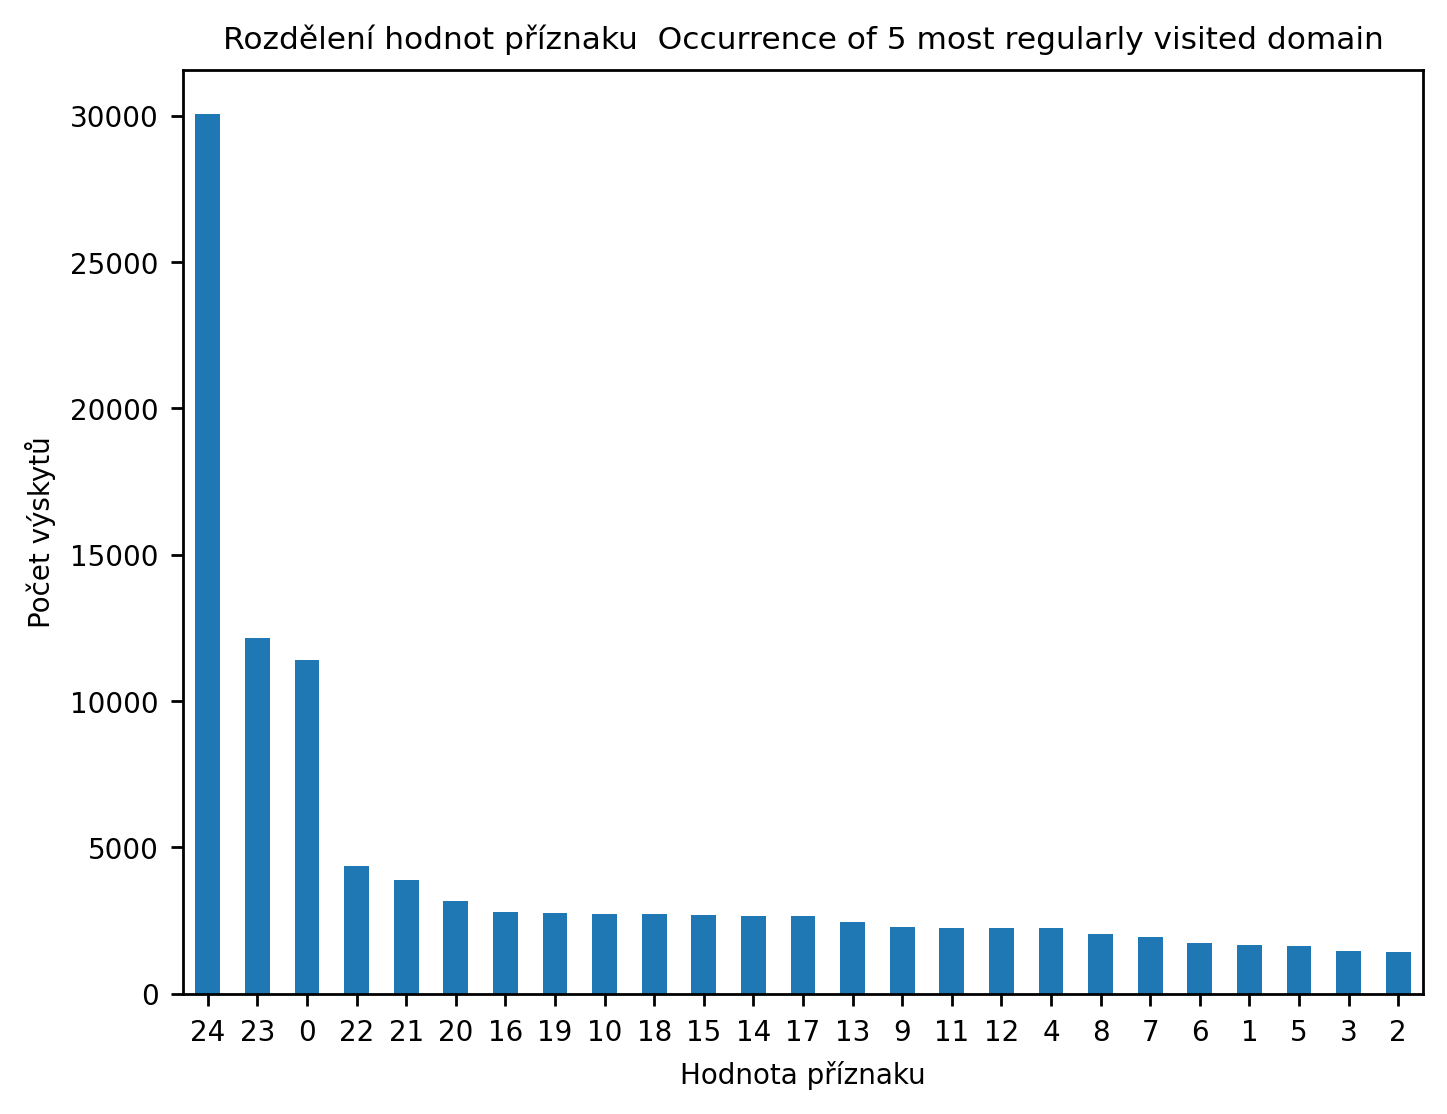 Rozdělení hodnot příznaku  Occurrence of 5 most regularly visited domain
30000
25000
20000
15000
10000
5000
0
Počet výskytů
24 23 0 22 21 20 16 19 10 18 15 14 17 13 9 11 12 4 8 7 6 1 5 3 2
Hodnota příznaku